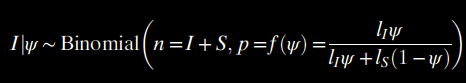 I|ψ ~ Binomial(n = I + S, p = f(ψ) = l_I ψ / (l_I ψ + l_S (1 − ψ)))